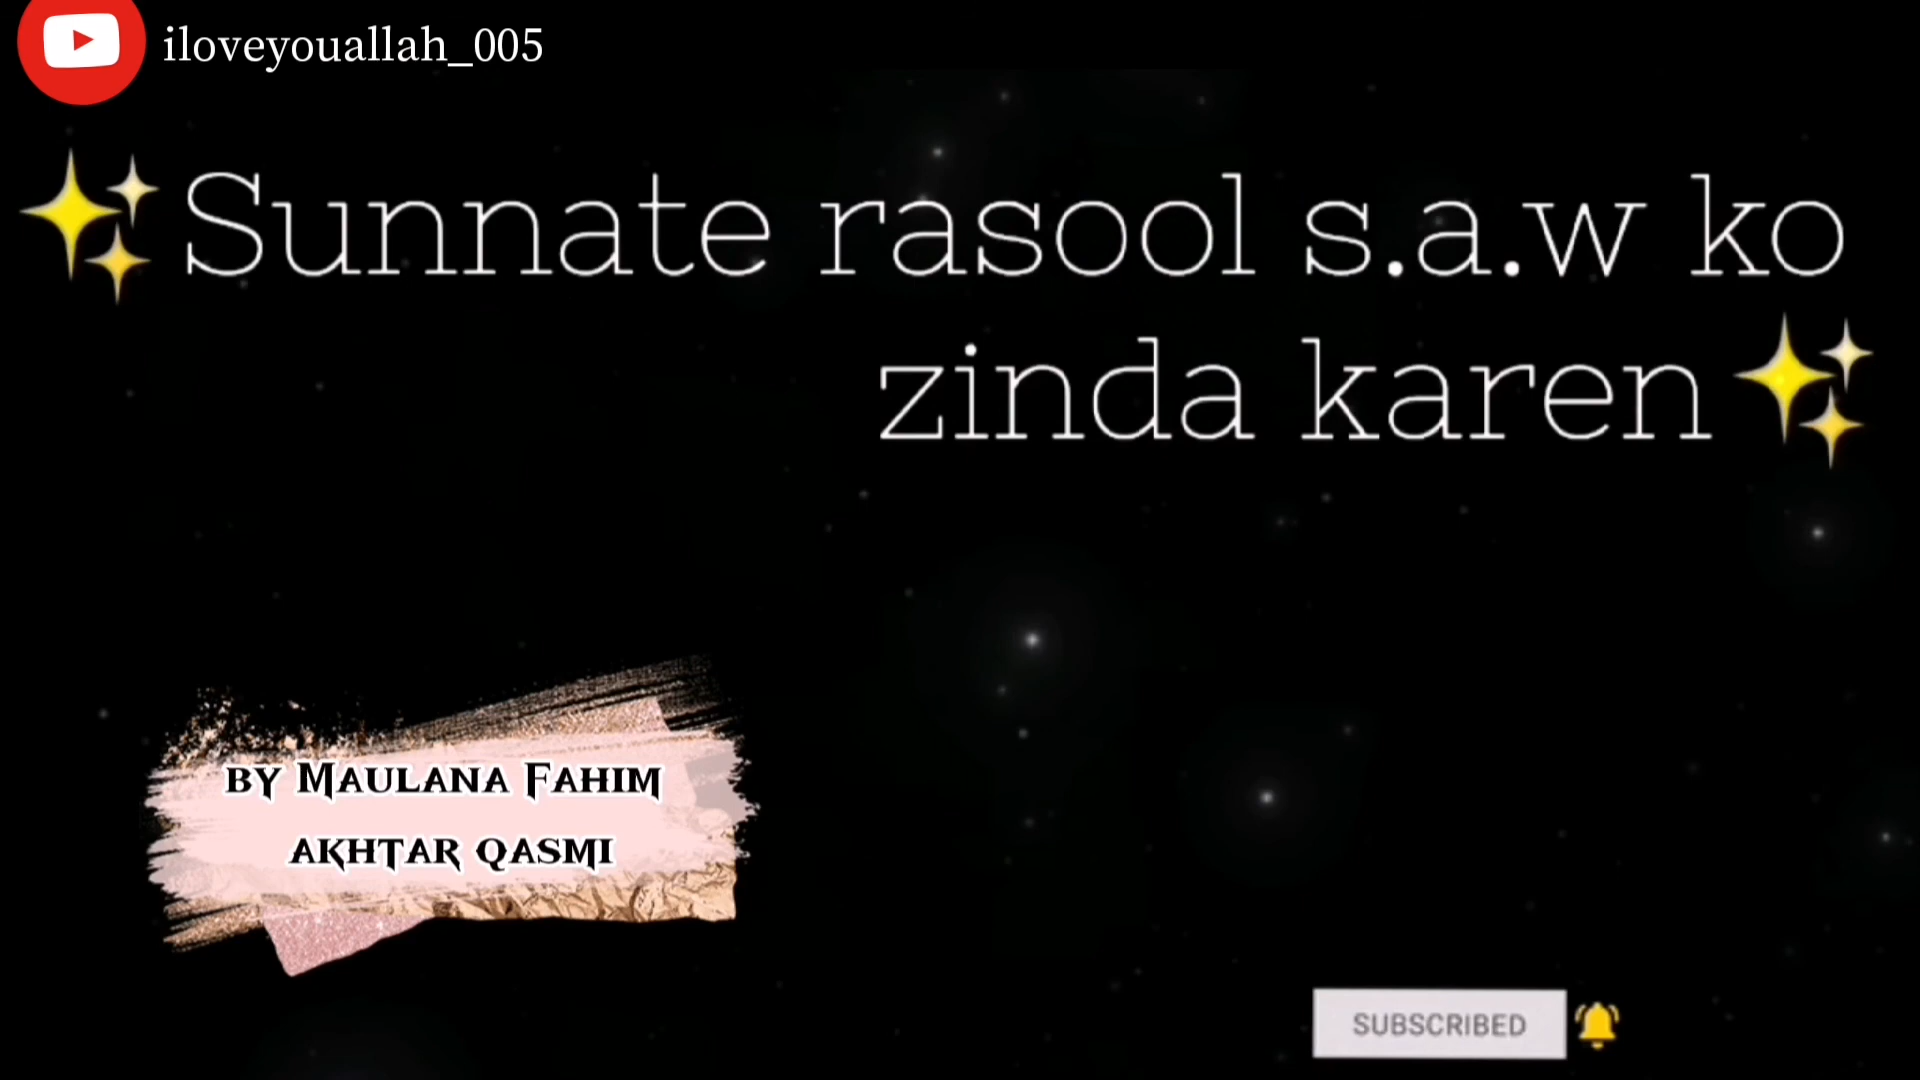 iloveyouallah_005
✨Sunnate rasool s.a.w ko
zinda karen✨
by Maulana Fahim
akhtar qasmi
SUBSCRIBED